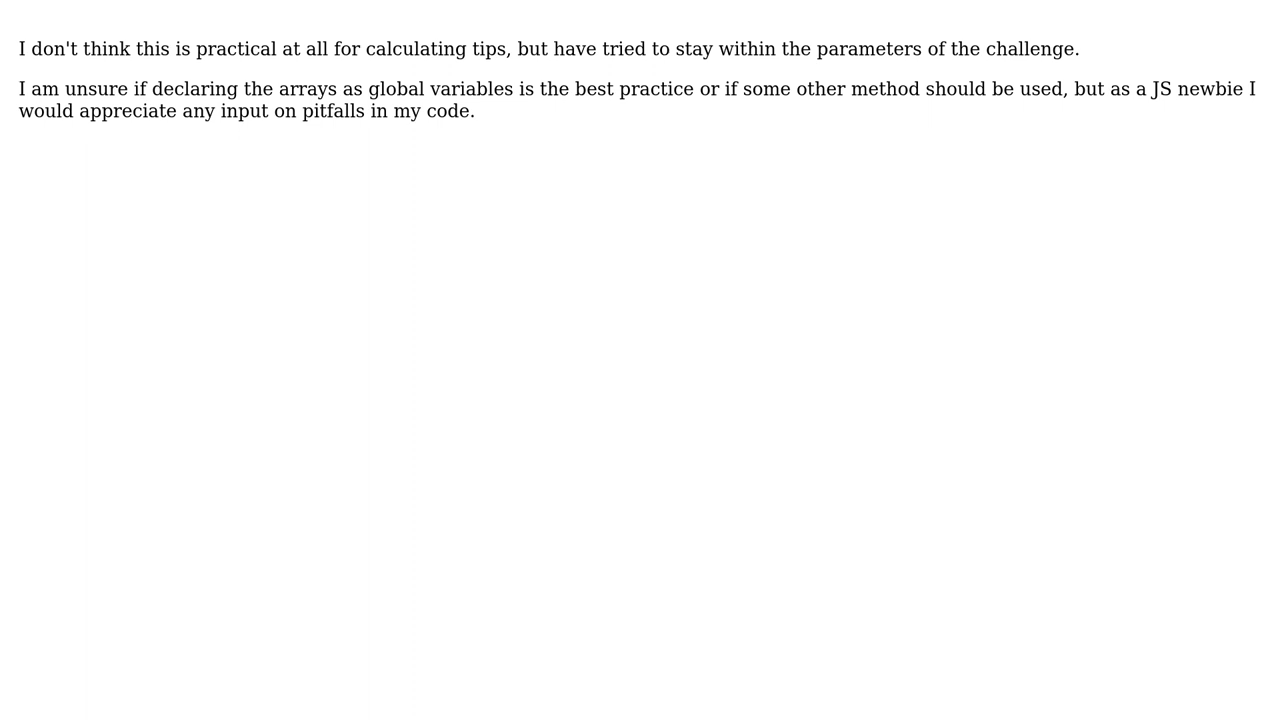 I don't think this is practical at all for calculating tips, but have tried to stay within the parameters of the challenge.
I am unsure if declaring the arrays as global variables is the best practice or if some other method should be used, but as a JS newbie I
would appreciate any input on pitfalls in my code.